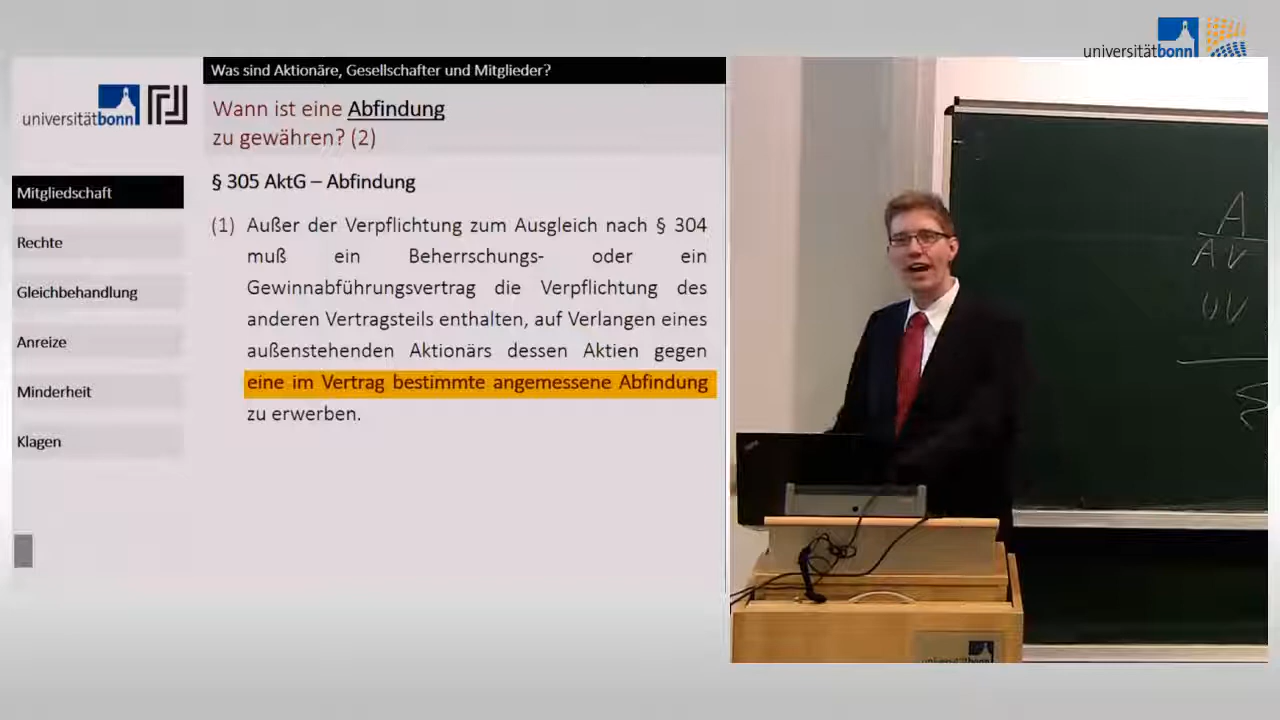 universitätbonn
Was sind Aktionäre, Gesellschafter und Mitglieder?
universitätbonn
Wann ist eine Abfindung
zu gewähren? (2)
Mitgliedschaft
Rechte
Gleichbehandlung
Anreize
Minderheit
Klagen
§ 305 AktG – Abfindung
(1) Außer der Verpflichtung zum Ausgleich nach § 304
muß ein Beherrschungs- oder ein
Gewinnabführungsvertrag die Verpflichtung des
anderen Vertragsteils enthalten, auf Verlangen eines
außenstehenden Aktionärs dessen Aktien gegen
eine im Vertrag bestimmte angemessene Abfindung
zu erwerben.
A
AV
UV
universitätbonn